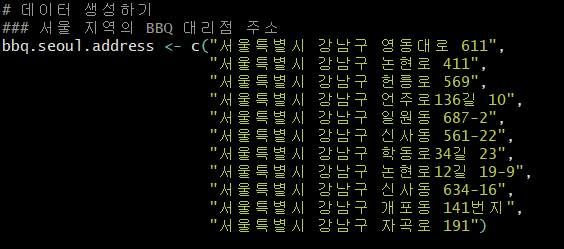 # 데이터 생성하기
### 서울 지역의 BBQ 대리점 주소
bbq.seoul.address <- c("서울특별시 강남구 영동대로 611",
"서울특별시 강남구 논현로 411",
"서울특별시 강남구 헌릉로 569",
"서울특별시 강남구 언주로136길 10",
"서울특별시 강남구 일원동 687-2",
"서울특별시 강남구 신사동 561-22",
"서울특별시 강남구 학동로34길 23",
"서울특별시 강남구 논현로12길 19-9",
"서울특별시 강남구 신사동 634-16",
"서울특별시 강남구 개포동 141번지",
"서울특별시 강남구 자곡로 191")